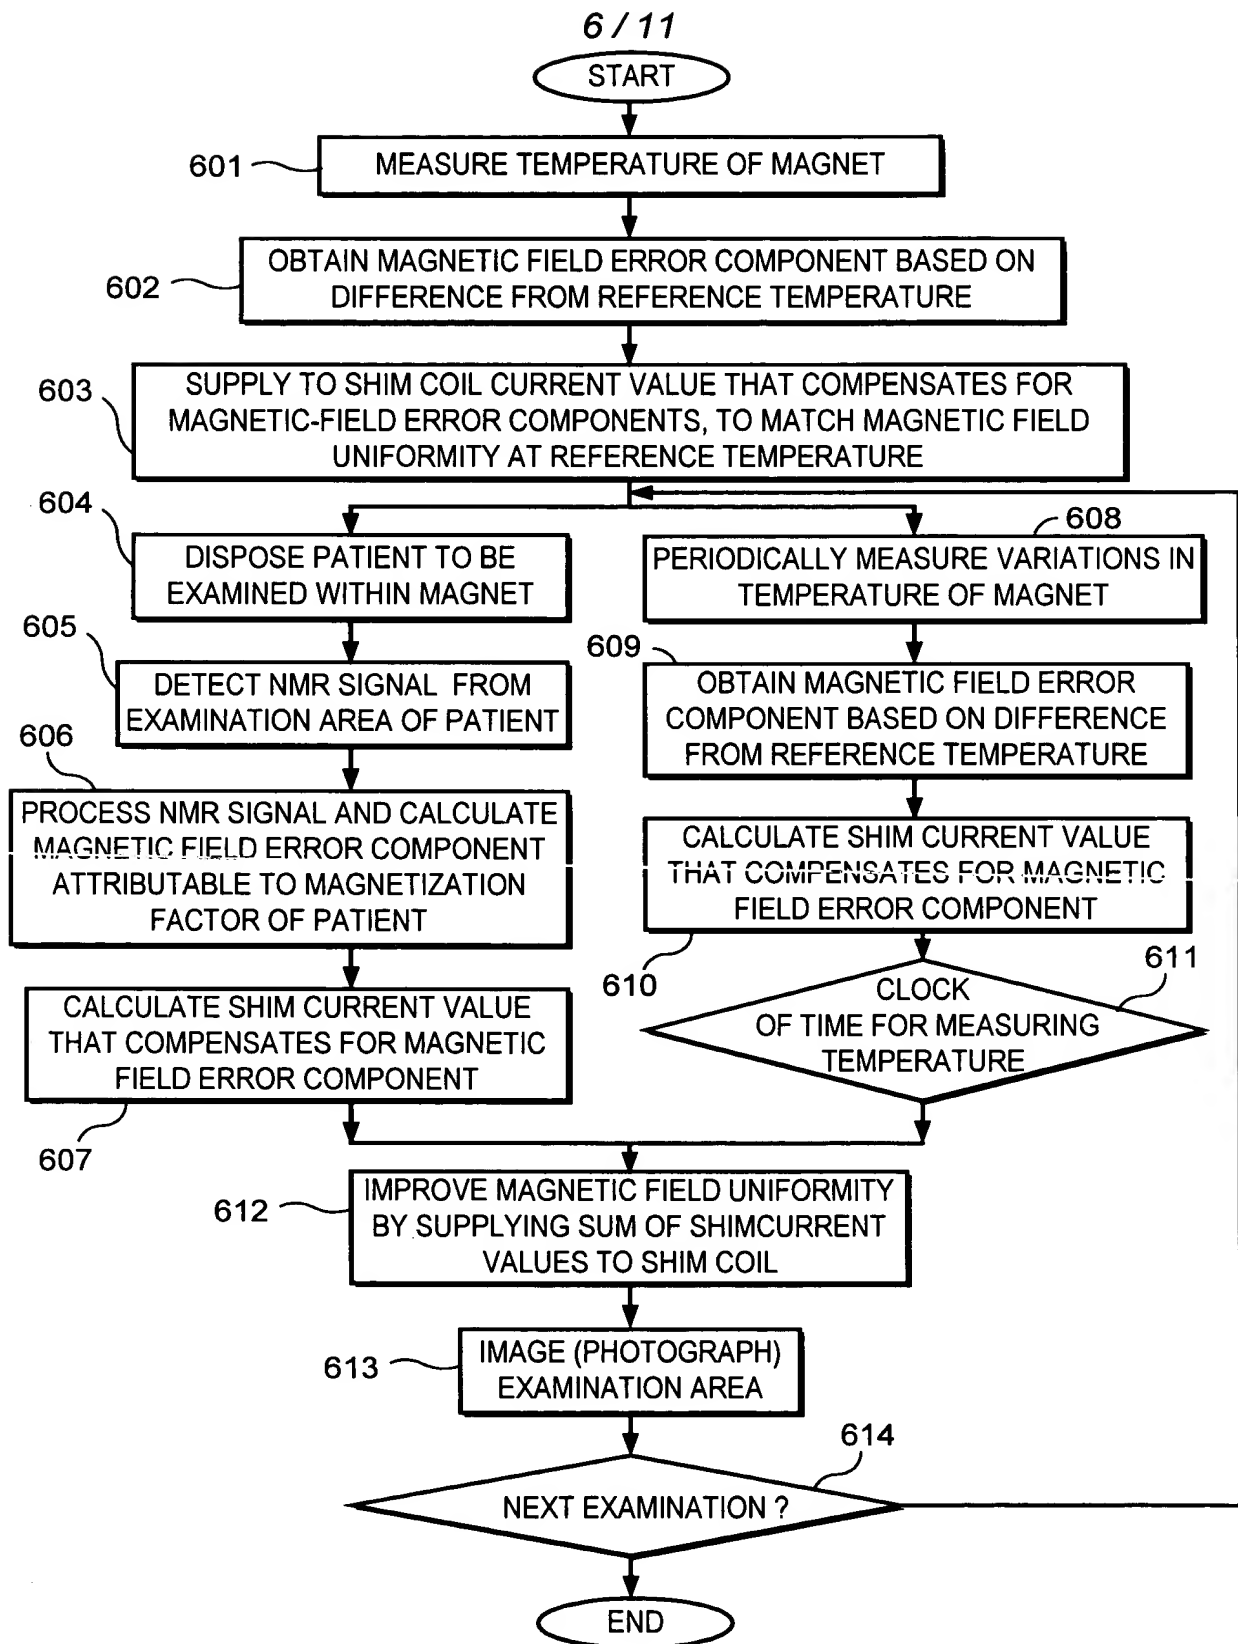 6 / 11
START
601
MEASURE TEMPERATURE OF MAGNET
602
OBTAIN MAGNETIC FIELD ERROR COMPONENT BASED ON
DIFFERENCE FROM REFERENCE TEMPERATURE
603
SUPPLY TO SHIM COIL CURRENT VALUE THAT COMPENSATES FOR
MAGNETIC-FIELD ERROR COMPONENTS, TO MATCH MAGNETIC FIELD
UNIFORMITY AT REFERENCE TEMPERATURE
604
DISPOSE PATIENT TO BE
EXAMINED WITHIN MAGNET
605
DETECT NMR SIGNAL FROM
EXAMINATION AREA OF PATIENT
606
PROCESS NMR SIGNAL AND CALCULATE
MAGNETIC FIELD ERROR COMPONENT
ATTRIBUTABLE TO MAGNETIZATION
FACTOR OF PATIENT
CALCULATE SHIM CURRENT VALUE
THAT COMPENSATES FOR MAGNETIC
FIELD ERROR COMPONENT
607
608
PERIODICALLY MEASURE VARIATIONS IN
TEMPERATURE OF MAGNET
609
OBTAIN MAGNETIC FIELD ERROR
COMPONENT BASED ON DIFFERENCE
FROM REFERENCE TEMPERATURE
CALCULATE SHIM CURRENT VALUE
THAT COMPENSATES FOR MAGNETIC
FIELD ERROR COMPONENT
610
611
CLOCK
OF TIME FOR MEASURING
TEMPERATURE
612
IMPROVE MAGNETIC FIELD UNIFORMITY
BY SUPPLYING SUM OF SHIMCURRENT
VALUES TO SHIM COIL
613
IMAGE (PHOTOGRAPH)
EXAMINATION AREA
614
NEXT EXAMINATION ?
END